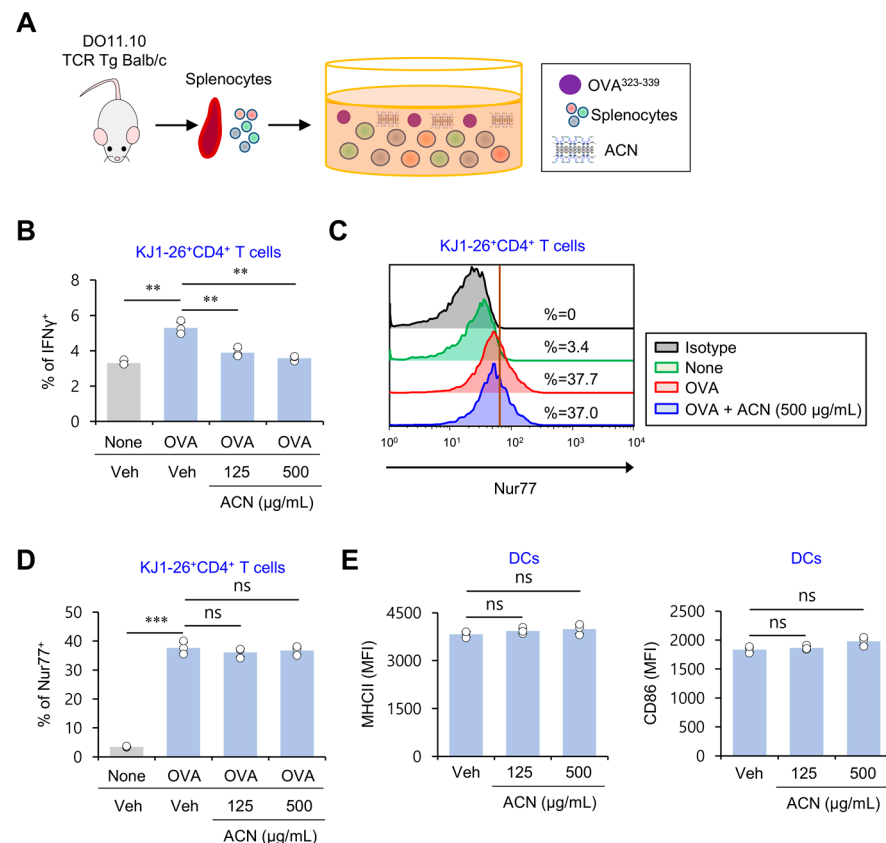 A
DO11.10
TCR Tg Balb/c
Splenocytes
OVA³²³⁻³³⁹
Splenocytes
ACN
B
KJ1-26⁺CD4⁺ T cells
% of IFNγ⁺
8
6
4
2
0
**
**
**
None OVA OVA OVA
Veh Veh 125 500
ACN (μg/mL)
C
KJ1-26⁺CD4⁺ T cells
%=0
%=3.4
%=37.7
%=37.0
10⁰ 10¹ 10² 10³ 10⁴
Nur77
Isotype
None
OVA
OVA + ACN (500 μg/mL)
D
KJ1-26⁺CD4⁺ T cells
% of Nur77⁺
50
40
30
20
10
0
***
ns
ns
None OVA OVA OVA
Veh Veh 125 500
ACN (μg/mL)
E
DCs
MHCII (MFI)
4500
3000
1500
0
ns
ns
Veh 125 500
ACN (μg/mL)
DCs
CD86 (MFI)
2500
2000
1500
1000
500
0
ns
ns
Veh 125 500
ACN (μg/mL)